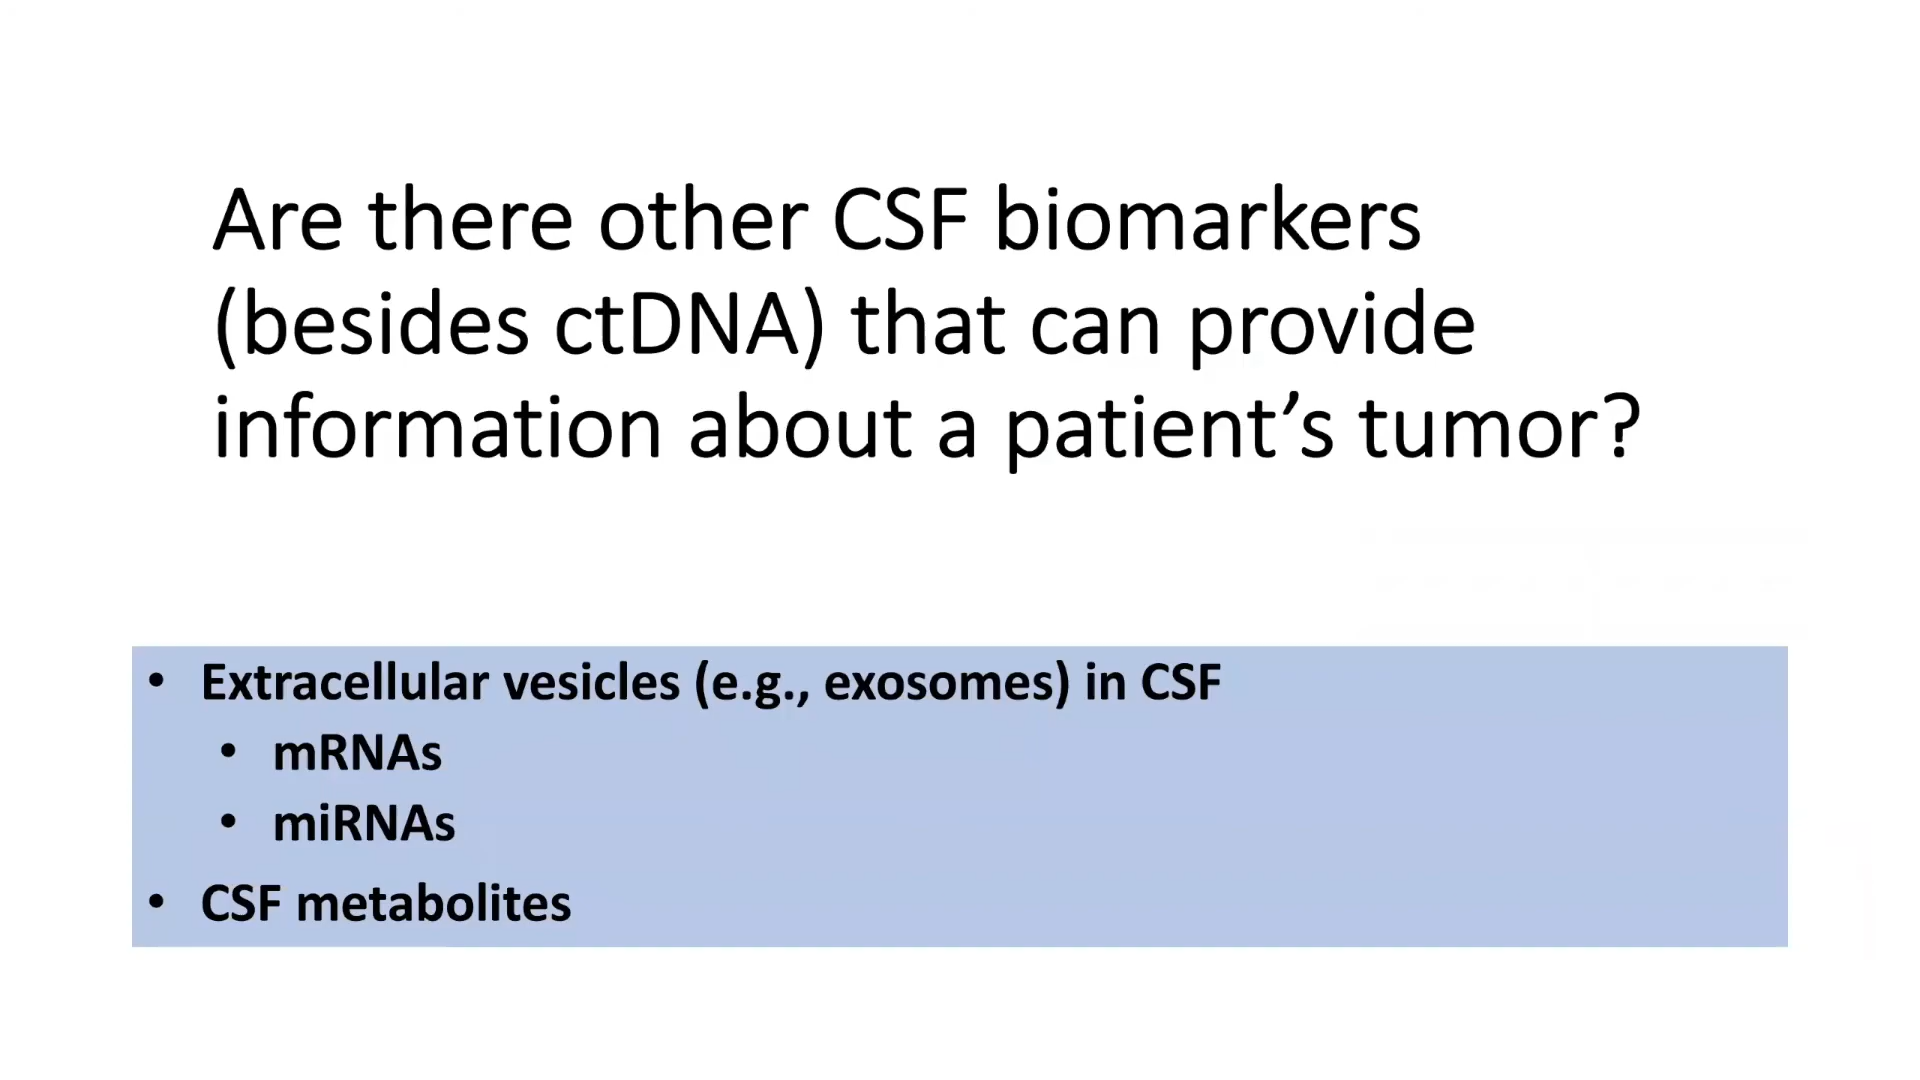 Are there other CSF biomarkers
(besides ctDNA) that can provide
information about a patient’s tumor?
• Extracellular vesicles (e.g., exosomes) in CSF
• mRNAs
• miRNAs
• CSF metabolites